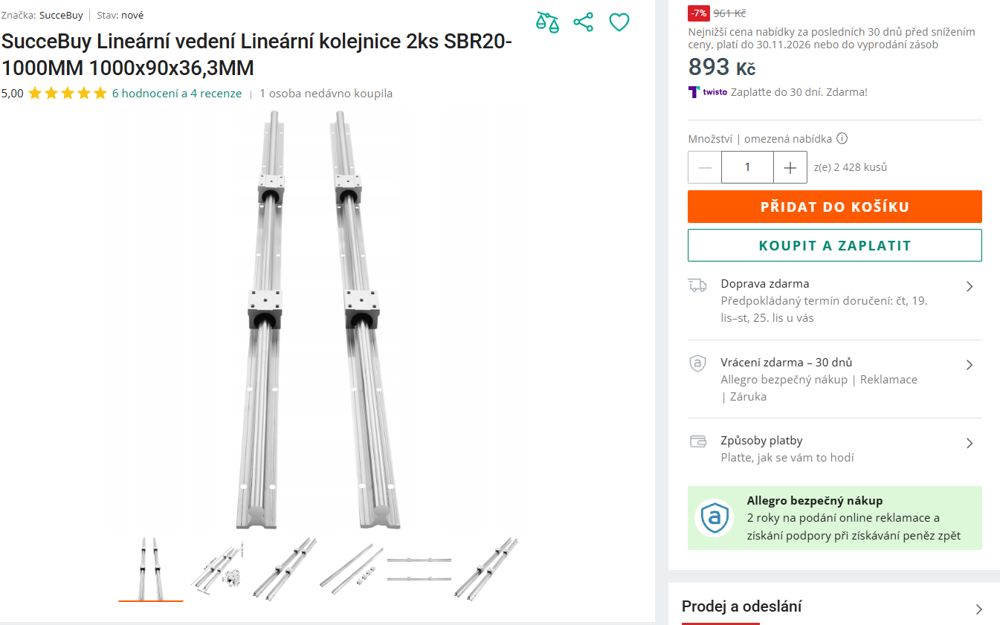 Značka: SucceBuy | Stav: nové
SucceBuy Lineární vedení Lineární kolejnice 2ks SBR20-
1000MM 1000x90x36,3MM
5,00 6 hodnocení a 4 recenze | 1 osoba nedávno koupila
-7% 961 Kč
Nejnižší cena nabídky za posledních 30 dnů před snížením
ceny, platí do 30.11.2026 nebo do vyprodání zásob
893 Kč
twisto Zaplaťte do 30 dní. Zdarma!
Množství | omezená nabídka
1 z(e) 2 428 kusů
PŘIDAT DO KOŠÍKU
KOUPIT A ZAPLATIT
Doprava zdarma
Předpokládaný termín doručení: čt, 19.
lis–st, 25. lis u vás
Vrácení zdarma – 30 dnů
Allegro bezpečný nákup | Reklamace
| Záruka
Způsoby platby
Plaťte, jak se vám to hodí
Allegro bezpečný nákup
2 roky na podání online reklamace a
získání podpory při získávání peněz zpět
Prodej a odeslání